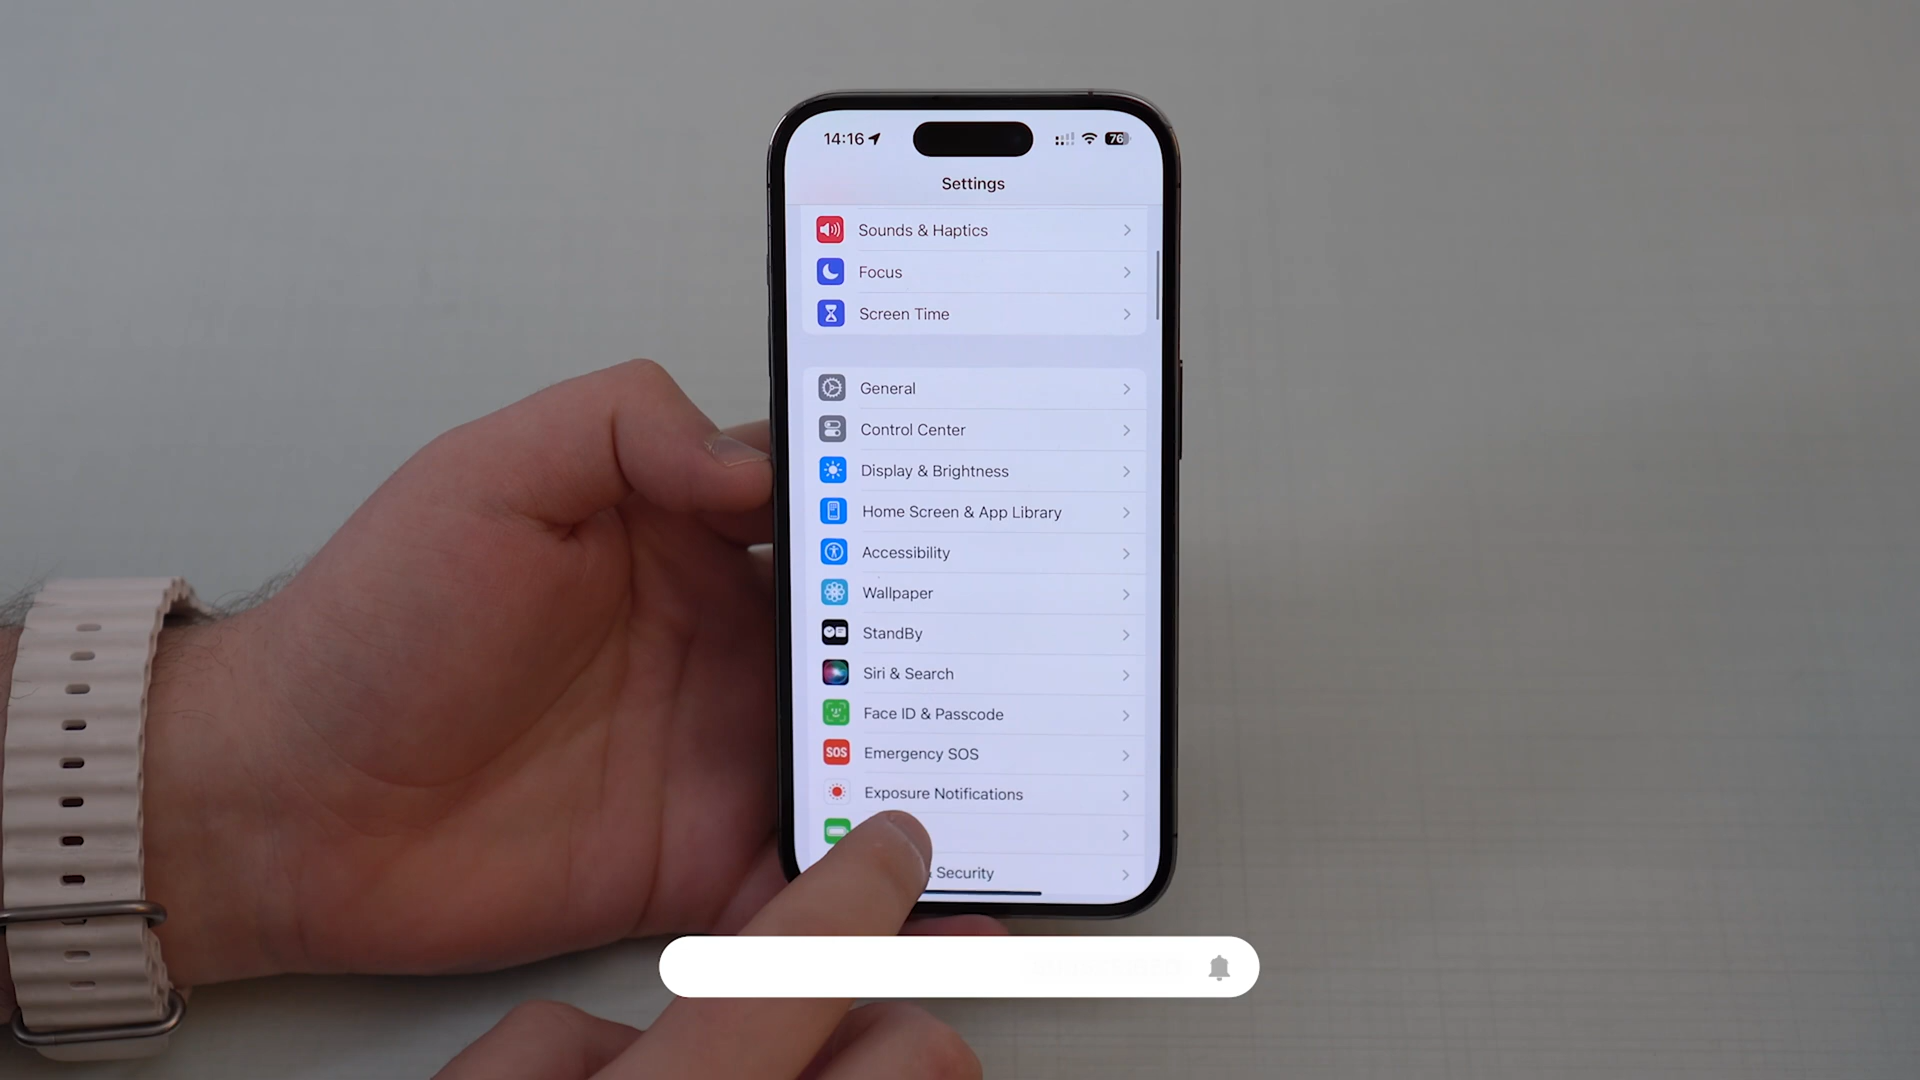 14:16
76
Settings
Sounds & Haptics
Focus
Screen Time
General
Control Center
Display & Brightness
Home Screen & App Library
Accessibility
Wallpaper
StandBy
Siri & Search
Face ID & Passcode
SOS Emergency SOS
Exposure Notifications
& Security